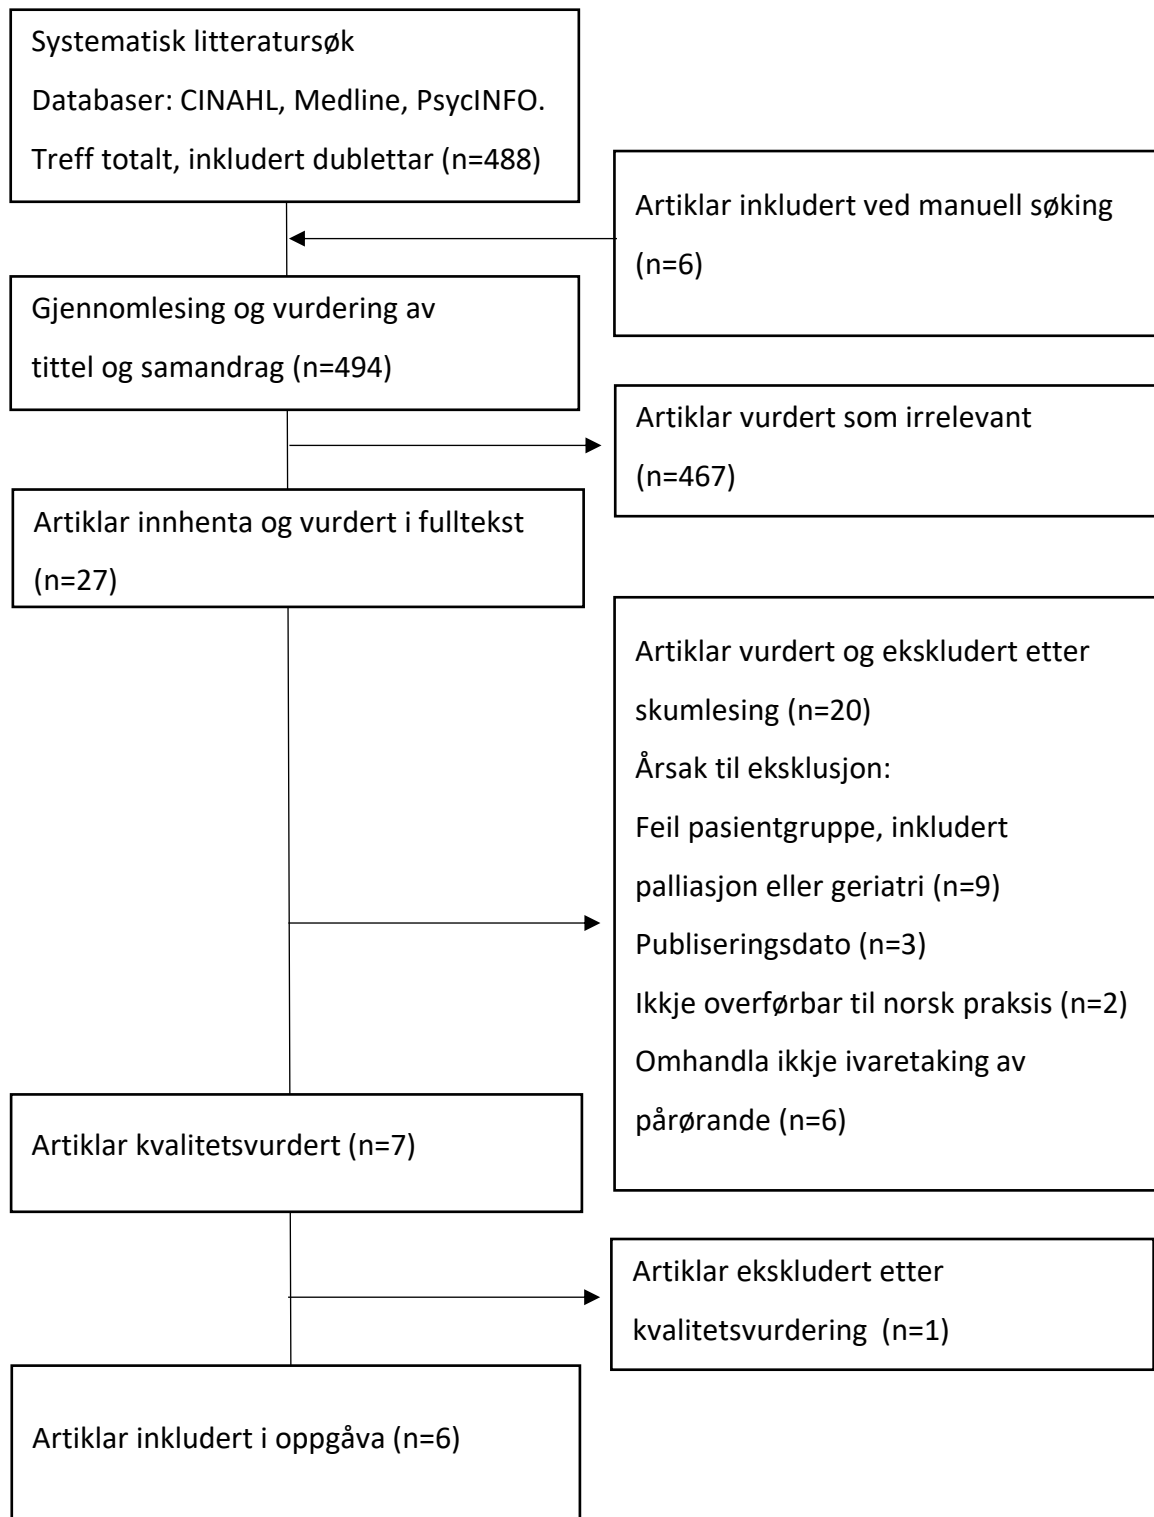 Systematisk litteratursøk
Databaser: CINAHL, Medline, PsycINFO.
Treff totalt, inkludert dublettar (n=488)
Artiklar inkludert ved manuell søking
(n=6)
Gjennomlesing og vurdering av
tittel og samandrag (n=494)
Artiklar vurdert som irrelevant
(n=467)
Artiklar innhenta og vurdert i fulltekst
(n=27)
Artiklar vurdert og ekskludert etter
skumlesing (n=20)
Årsak til eksklusjon:
Feil pasientgruppe, inkludert
palliasjon eller geriatri (n=9)
Publiseringsdato (n=3)
Ikkje overførbar til norsk praksis (n=2)
Omhandla ikkje ivaretaking av
pårørande (n=6)
Artiklar kvalitetsvurdert (n=7)
Artiklar ekskludert etter
kvalitetsvurdering  (n=1)
Artiklar inkludert i oppgåva (n=6)